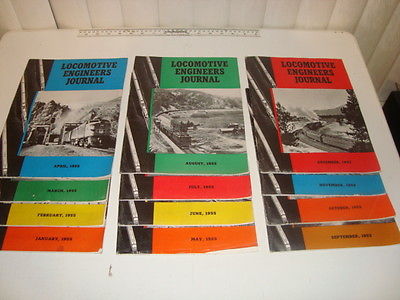 LOCOMOTIVE
ENGINEERS
JOURNAL
APRIL, 1955
MARCH, 1955
FEBRUARY, 1955
JANUARY, 1955
LOCOMOTIVE
ENGINEERS
JOURNAL
AUGUST, 1955
JULY, 1955
JUNE, 1955
MAY, 1955
LOCOMOTIVE
ENGINEERS
JOURNAL
DECEMBER, 1955
NOVEMBER, 1955
OCTOBER, 1955
SEPTEMBER, 1955